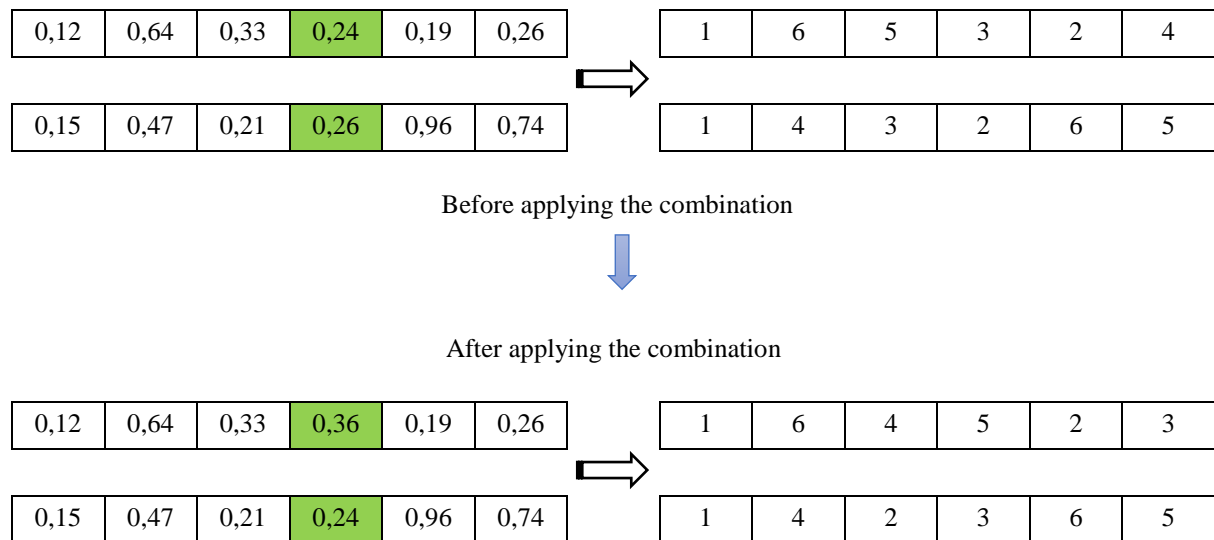 0,12 0,64 0,33 0,24 0,19 0,26 1 6 5 3 2 4
0,15 0,47 0,21 0,26 0,96 0,74 1 4 3 2 6 5
Before applying the combination
After applying the combination
0,12 0,64 0,33 0,36 0,19 0,26 1 6 4 5 2 3
0,15 0,47 0,21 0,24 0,96 0,74 1 4 2 3 6 5